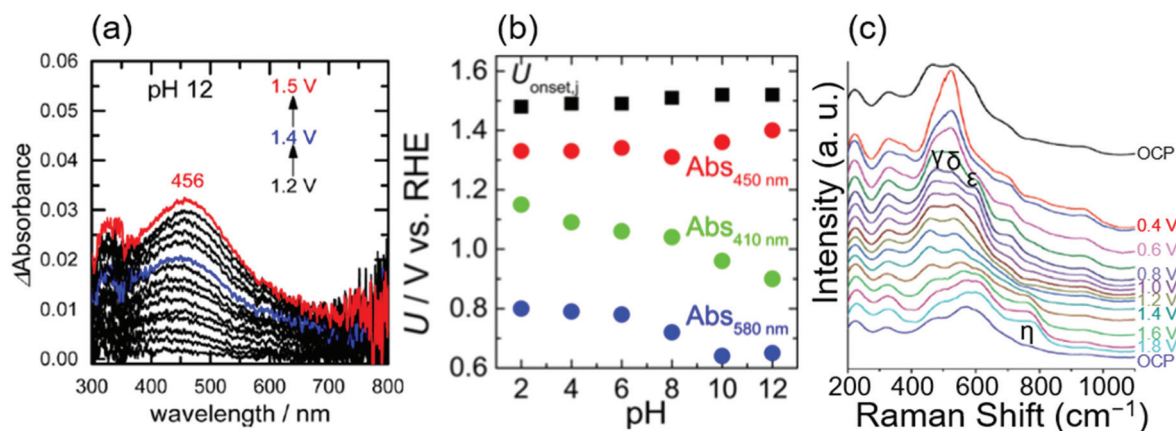 (a)
0.06
0.05
0.04
0.03
0.02
0.01
0.00
ΔAbsorbance
pH 12
1.5 V
1.4 V
1.2 V
456
300 400 500 600 700 800
wavelength / nm
(b)
1.6
1.4
1.2
1.0
0.8
0.6
U / V vs. RHE
U onset,j
Abs450 nm
Abs410 nm
Abs580 nm
2 4 6 8 10 12
pH
(c)
Intensity (a. u.)
γ δ ε
η
OCP
0.4 V
0.6 V
0.8 V
1.0 V
1.2 V
1.4 V
1.6 V
1.8 V
OCP
200 400 600 800 1000
Raman Shift (cm⁻¹)